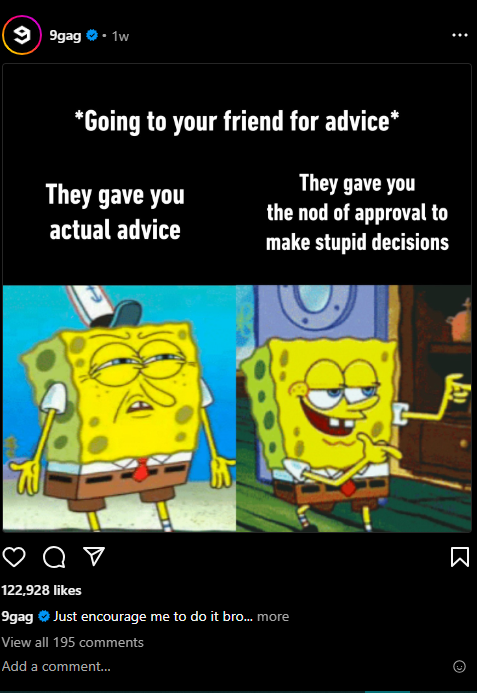 9gag • 1w
*Going to your friend for advice*
They gave you
actual advice
They gave you
the nod of approval to
make stupid decisions
122,928 likes
9gag Just encourage me to do it bro... more
View all 195 comments
Add a comment...